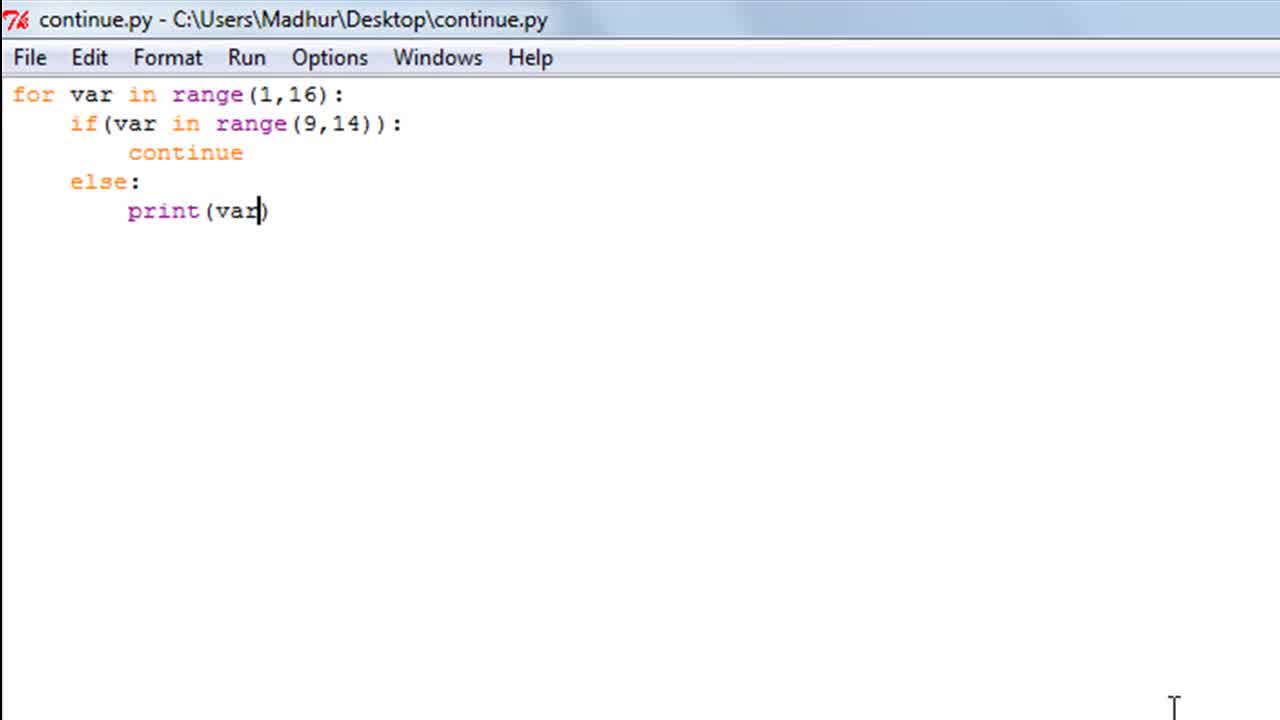 continue.py - C:\Users\Madhur\Desktop\continue.py
File Edit Format Run Options Windows Help
for var in range(1,16):
    if(var in range(9,14)):
        continue
    else:
        print(var)